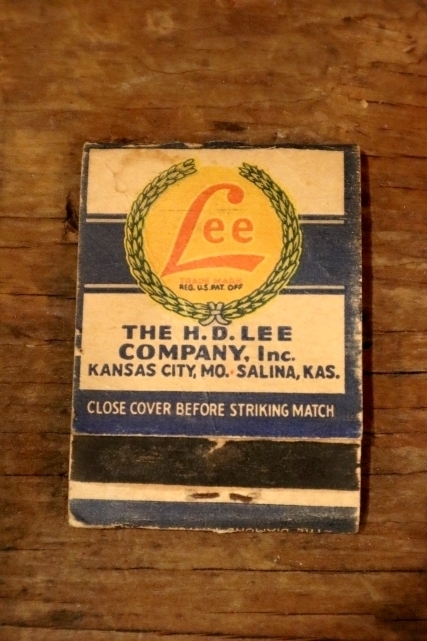 Lee
TRADE MARK
REG. U.S. PAT. OFF
THE H.D. LEE
COMPANY, Inc.
KANSAS CITY, MO. SALINA, KAS.
CLOSE COVER BEFORE STRIKING MATCH